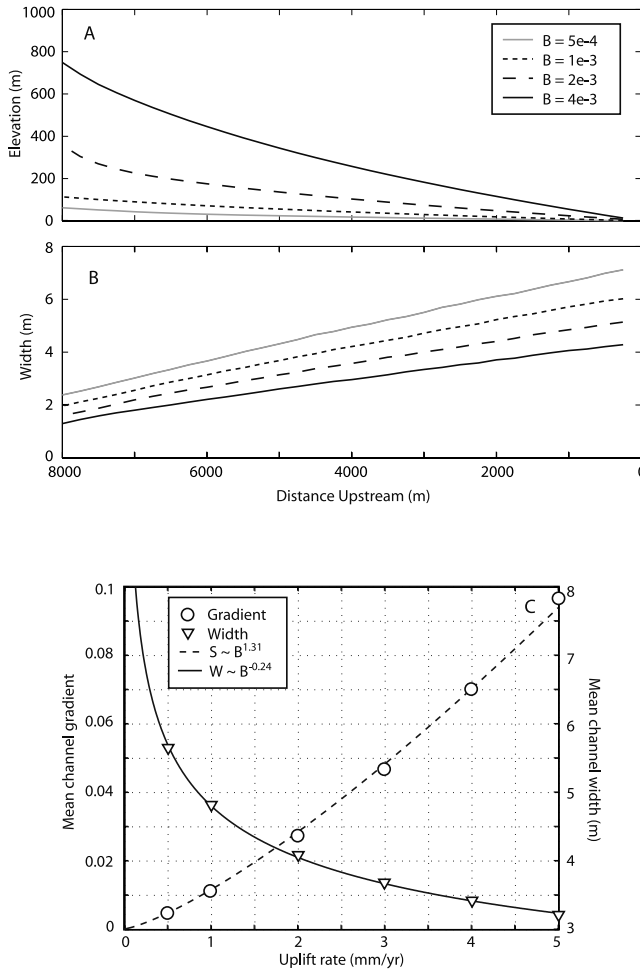 1000
800
600
400
200
0
Elevation (m)
A
B = 5e-4
B = 1e-3
B = 2e-3
B = 4e-3
8
6
4
2
0
Width (m)
B
8000
6000
4000
2000
0
Distance Upstream (m)
0.1
0.08
0.06
0.04
0.02
0
Mean channel gradient
Gradient
Width
S ~ B^1.31
W ~ B^-0.24
C
8
7
6
5
4
3
Mean channel width (m)
0
1
2
3
4
5
Uplift rate (mm/yr)